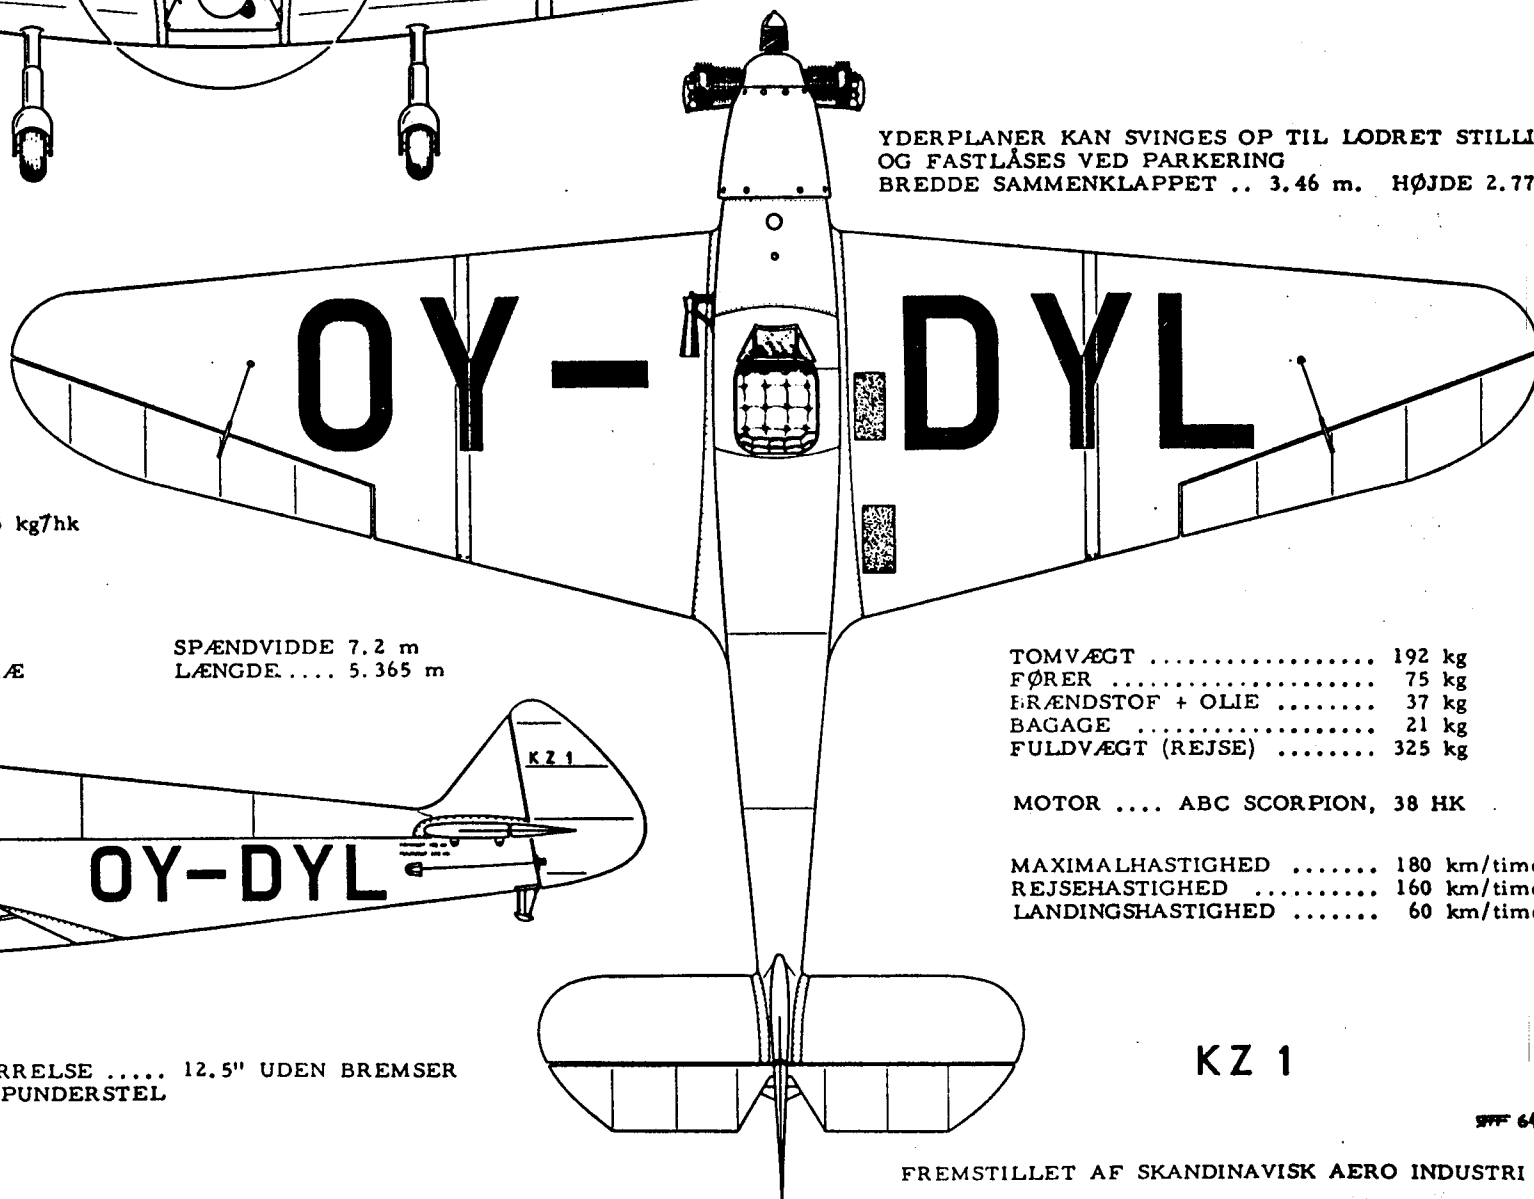 YDERPLANER KAN SVINGES OP TIL LODRET STILLI
OG FASTLÅSES VED PARKERING
BREDDE SAMMENKLAPPET .. 3.46 m. HØJDE 2.77
OY-DYL
kg/hk
SPÆNDVIDDE 7.2 m
LÆNGDE.... 5.365 m
Æ
TOMVÆGT .................. 192 kg
FØRER ..................... 75 kg
BRÆNDSTOF + OLIE ........ 37 kg
BAGAGE ................... 21 kg
FULDVÆGT (REJSE) ........ 325 kg
KZ 1
MOTOR .... ABC SCORPION, 38 HK
OY-DYL
MAXIMALHASTIGHED ....... 180 km/time
REJSEHASTIGHED .......... 160 km/time
LANDINGSHASTIGHED ....... 60 km/time
RRELSE ..... 12.5" UDEN BREMSER
PUNDERSTEL
KZ 1
64
FREMSTILLET AF SKANDINAVISK AERO INDUSTRI